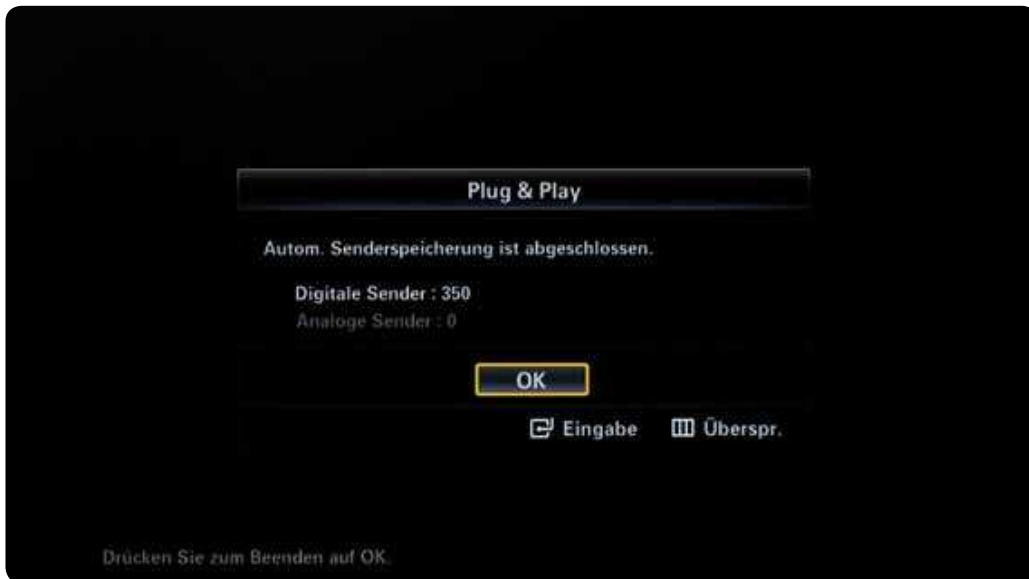 Plug & Play
Autom. Senderspeicherung ist abgeschlossen.
Digitale Sender : 350
Analoge Sender : 0
OK
Eingabe Überspr.
Drücken Sie zum Beenden auf OK.